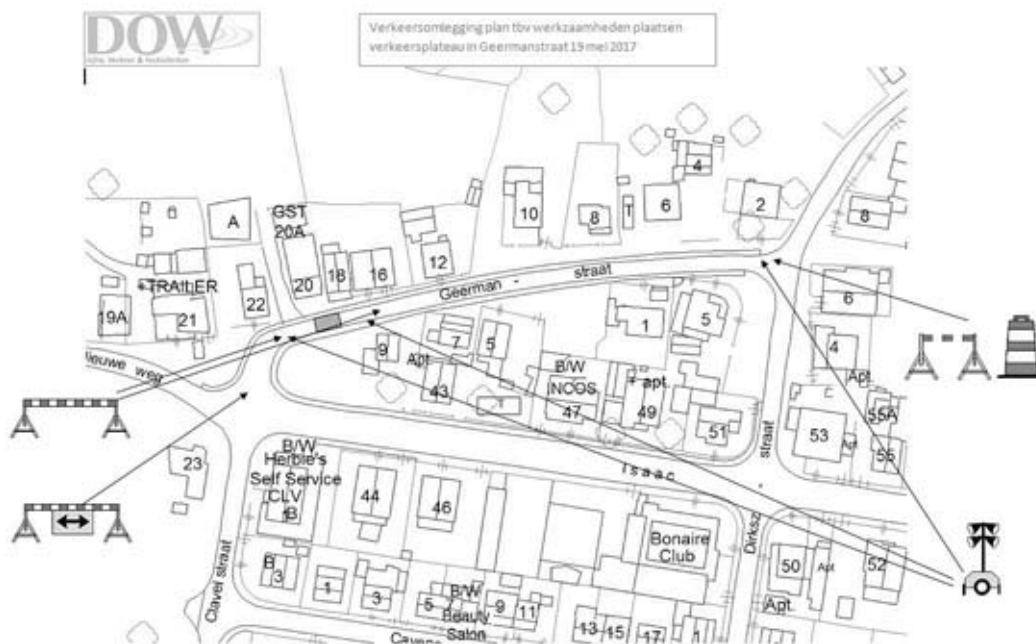 DOW
Verkeersomlegging plan tbv werkzaamheden plaatsen
verkeersplateau in Geermanstraat 19 mei 2017
4
A
GST
20A
10
8
T
6
2
8
12
18
16
20
22
TRAILER
21
19A
Geerman - straat
6
1
5
7
5
9
Apt
43
B/W
INCOS
47
+ apt.
49
51
4
Apt
53
Apt
55A
55
ieuwe weg
23
B/W
Herbie's
Self Service
CLV
B
44
46
Isaac
straat
Dirksz
Bonaire
Club
50
Apt
52
Apt.
Clavel straat
B
3
1
3
5
B/W
Beauty
Salon
9
11
13
15
17
1